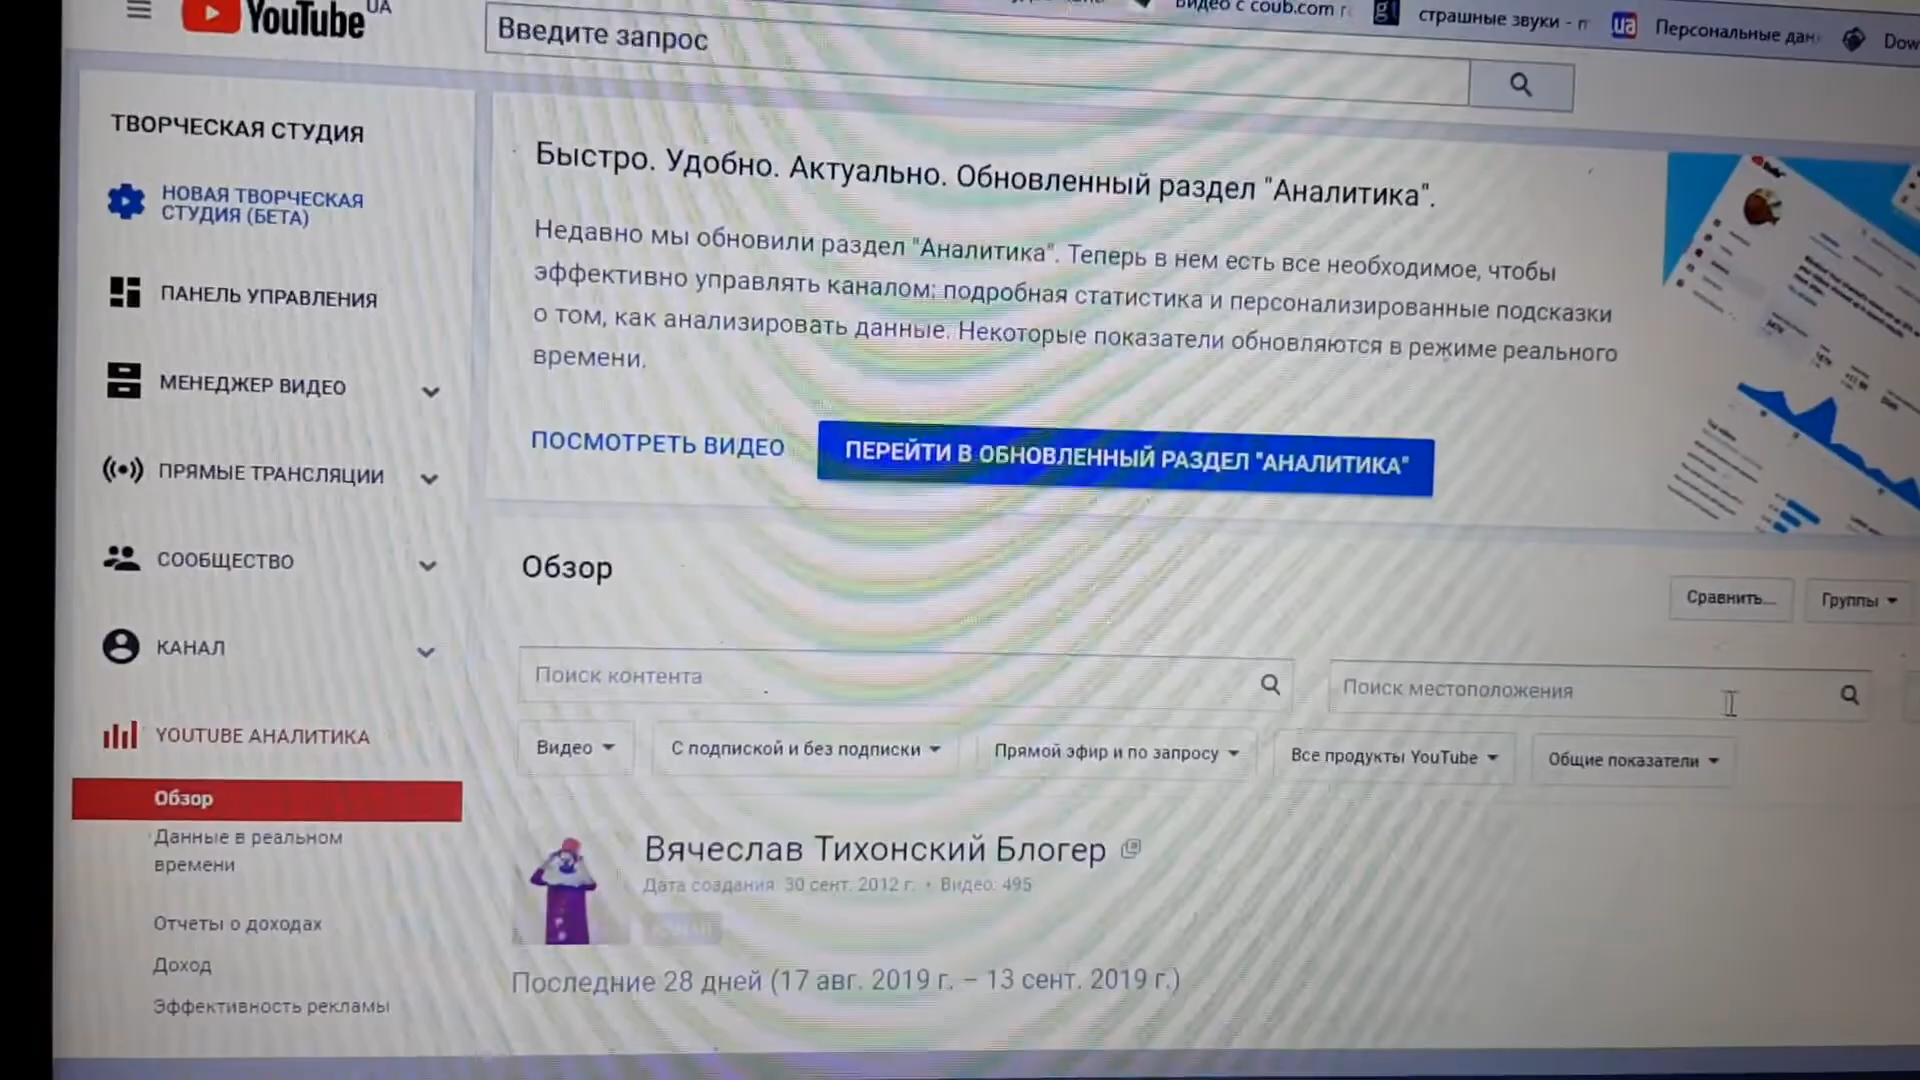 YouTube UA
Введите запрос
Видео с coub.com
страшные звуки -
Персональные дан
Dow
ТВОРЧЕСКАЯ СТУДИЯ
НОВАЯ ТВОРЧЕСКАЯ
СТУДИЯ (БЕТА)
ПАНЕЛЬ УПРАВЛЕНИЯ
МЕНЕДЖЕР ВИДЕО
ПРЯМЫЕ ТРАНСЛЯЦИИ
СООБЩЕСТВО
КАНАЛ
YOUTUBE АНАЛИТИКА
Обзор
Данные в реальном
времени
Отчеты о доходах
Доход
Эффективность рекламы
Быстро. Удобно. Актуально. Обновленный раздел "Аналитика".
Недавно мы обновили раздел "Аналитика". Теперь в нем есть все необходимое, чтобы
эффективно управлять каналом: подробная статистика и персонализированные подсказки
о том, как анализировать данные. Некоторые показатели обновляются в режиме реального
времени.
ПОСМОТРЕТЬ ВИДЕО
ПЕРЕЙТИ В ОБНОВЛЕННЫЙ РАЗДЕЛ "АНАЛИТИКА"
Обзор
Сравнить...
Группы
Поиск контента
Поиск местоположения
Видео
С подпиской и без подписки
Прямой эфир и по запросу
Все продукты YouTube
Общие показатели
Вячеслав Тихонский Блогер
Дата создания: 30 сент. 2012 г. • Видео: 495
Последние 28 дней (17 авг. 2019 г. – 13 сент. 2019 г.)